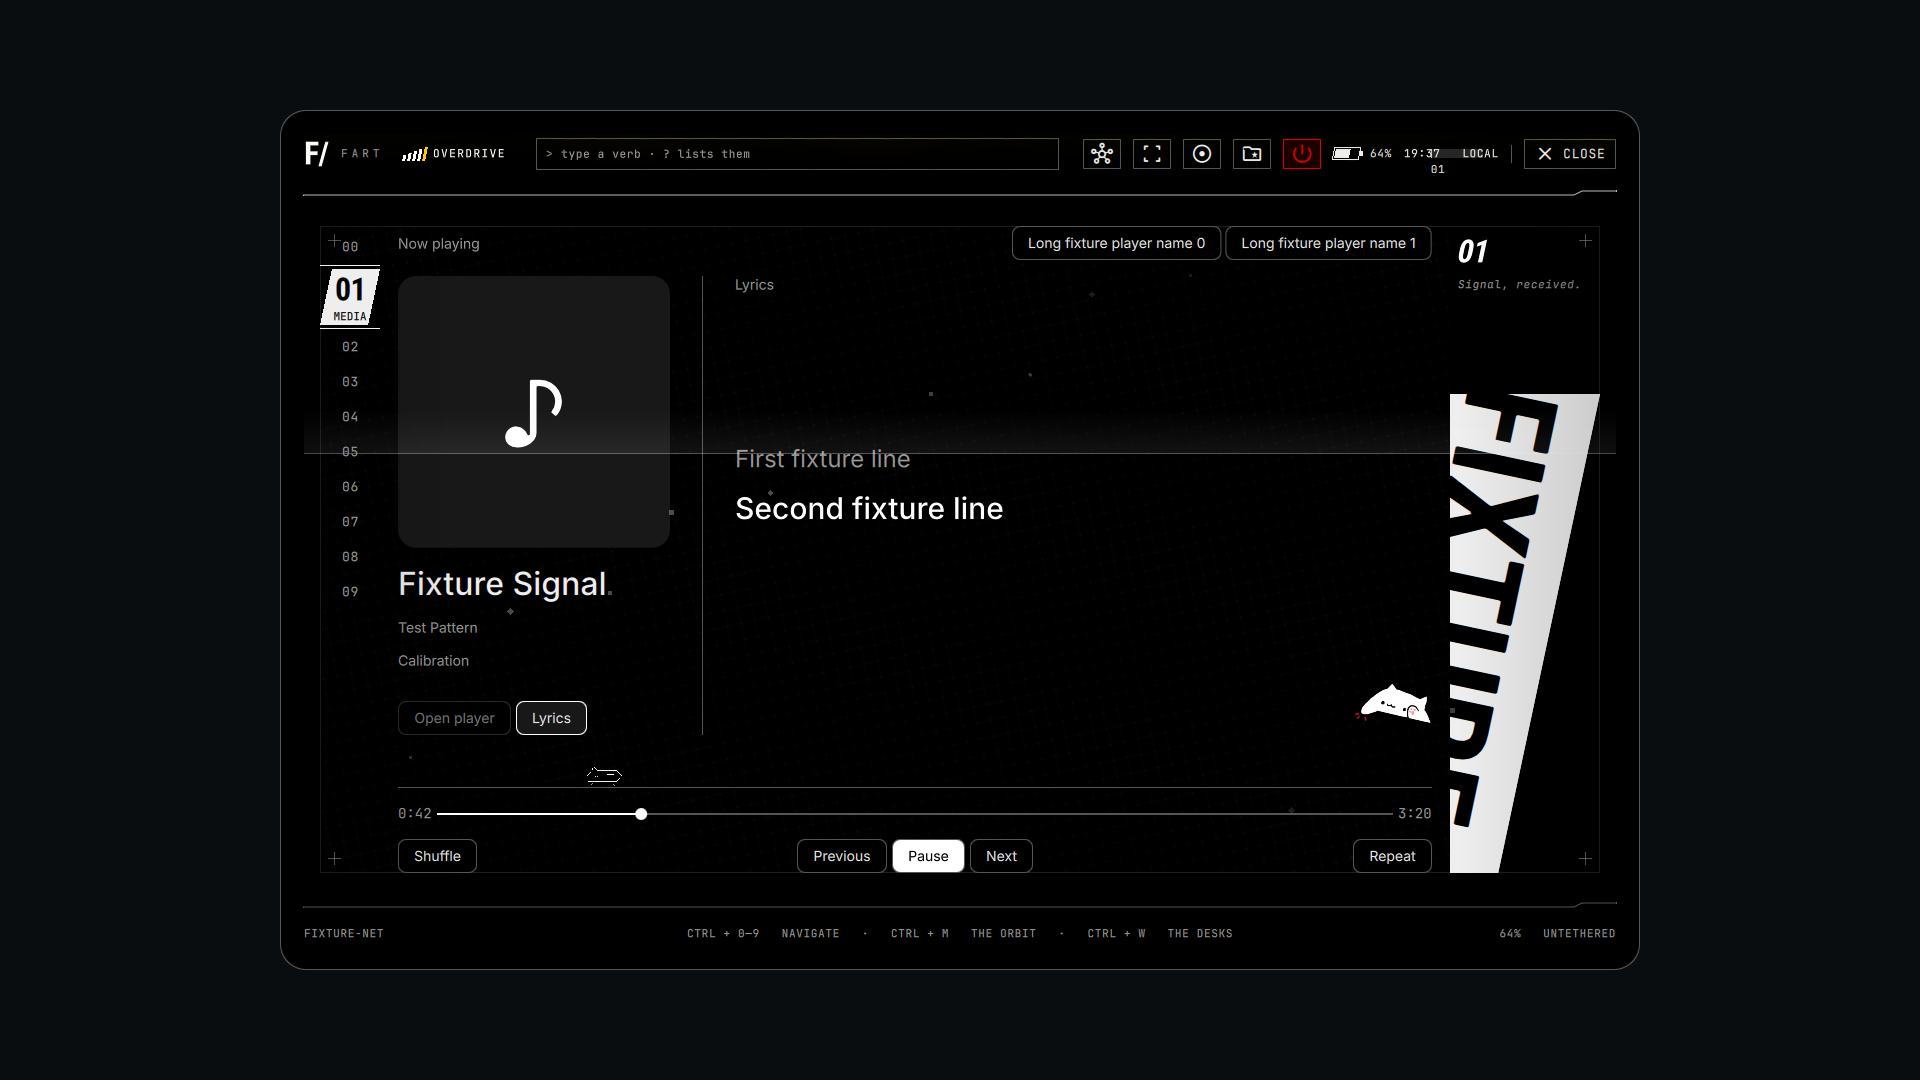 F/ FART OVERDRIVE > type a verb · ? lists them 64% 19:37 LOCAL CLOSE
01
00 Now playing Long fixture player name 0 Long fixture player name 1 01
Lyrics Signal, received.
01
MEDIA
02
03
04
05
06
07
08
09
First fixture line
Second fixture line
FIXTURE
Fixture Signal
Test Pattern
Calibration
Open player Lyrics
0:42 3:20
Shuffle Previous Pause Next Repeat
FIXTURE-NET CTRL + 0–9 NAVIGATE · CTRL + M THE ORBIT · CTRL + W THE DESKS 64% UNTETHERED